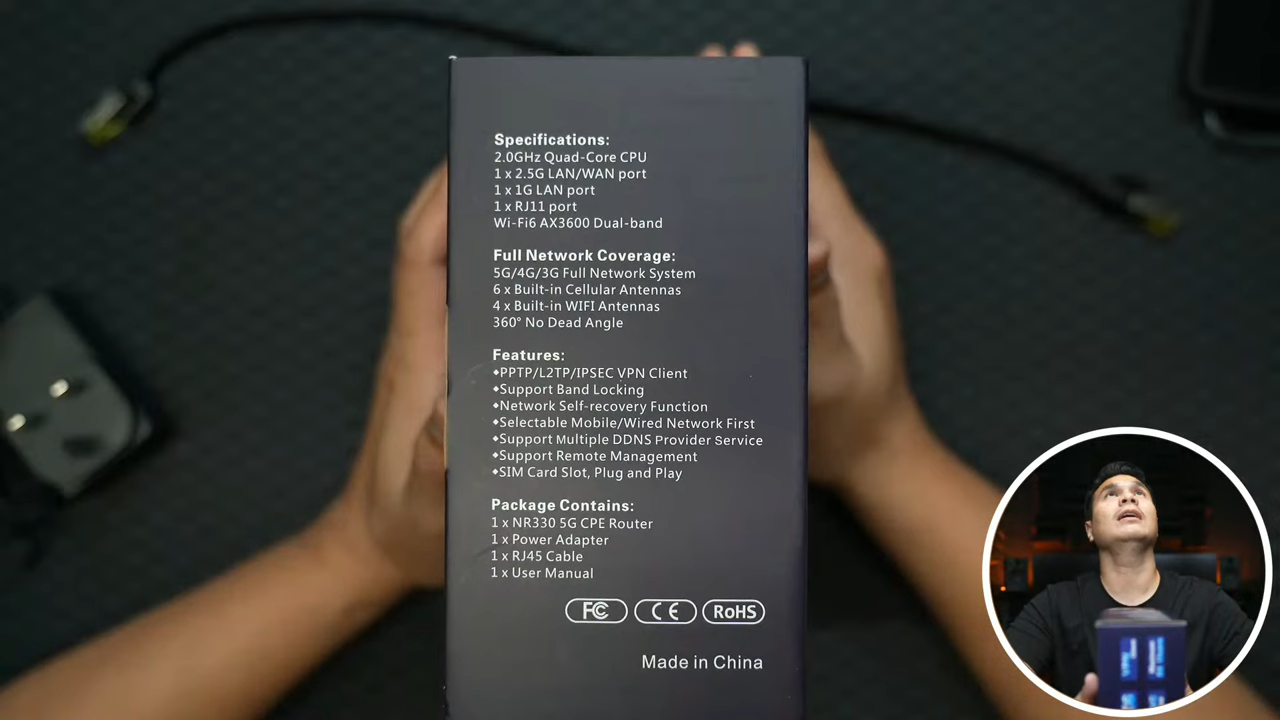 Specifications:
2.0GHz Quad-Core CPU
1 x 2.5G LAN/WAN port
1 x 1G LAN port
1 x RJ11 port
Wi-Fi6 AX3600 Dual-band
Full Network Coverage:
5G/4G/3G Full Network System
6 x Built-in Cellular Antennas
4 x Built-in WIFI Antennas
360° No Dead Angle
Features:
◆PPTP/L2TP/IPSEC VPN Client
◆Support Band Locking
◆Network Self-recovery Function
◆Selectable Mobile/Wired Network First
◆Support Multiple DDNS Provider Service
◆Support Remote Management
◆SIM Card Slot, Plug and Play
Package Contains:
1 x NR330 5G CPE Router
1 x Power Adapter
1 x RJ45 Cable
1 x User Manual
FC CE RoHS
Made in China
VPN